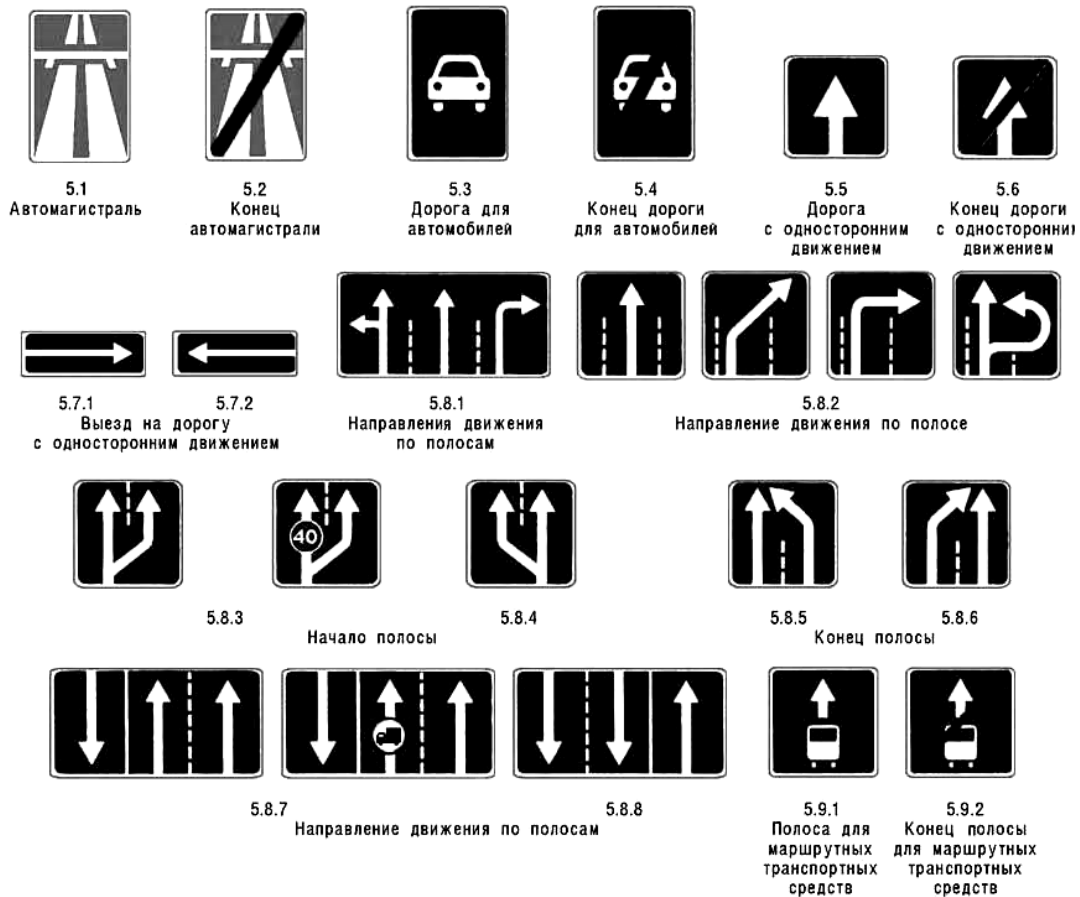 5.1
Автомагистраль
5.2
Конец
автомагистрали
5.3
Дорога для
автомобилей
5.4
Конец дороги
для автомобилей
5.5
Дорога
с односторонним
движением
5.6
Конец дороги
с односторонним
движением
5.7.1
5.7.2
Выезд на дорогу
с односторонним движением
5.8.1
Направления движения
по полосам
5.8.2
Направление движения по полосе
40
5.8.3
5.8.4
Начало полосы
5.8.5
5.8.6
Конец полосы
5.8.7
5.8.8
Направление движения по полосам
5.9.1
Полоса для
маршрутных
транспортных
средств
5.9.2
Конец полосы
для маршрутных
транспортных
средств